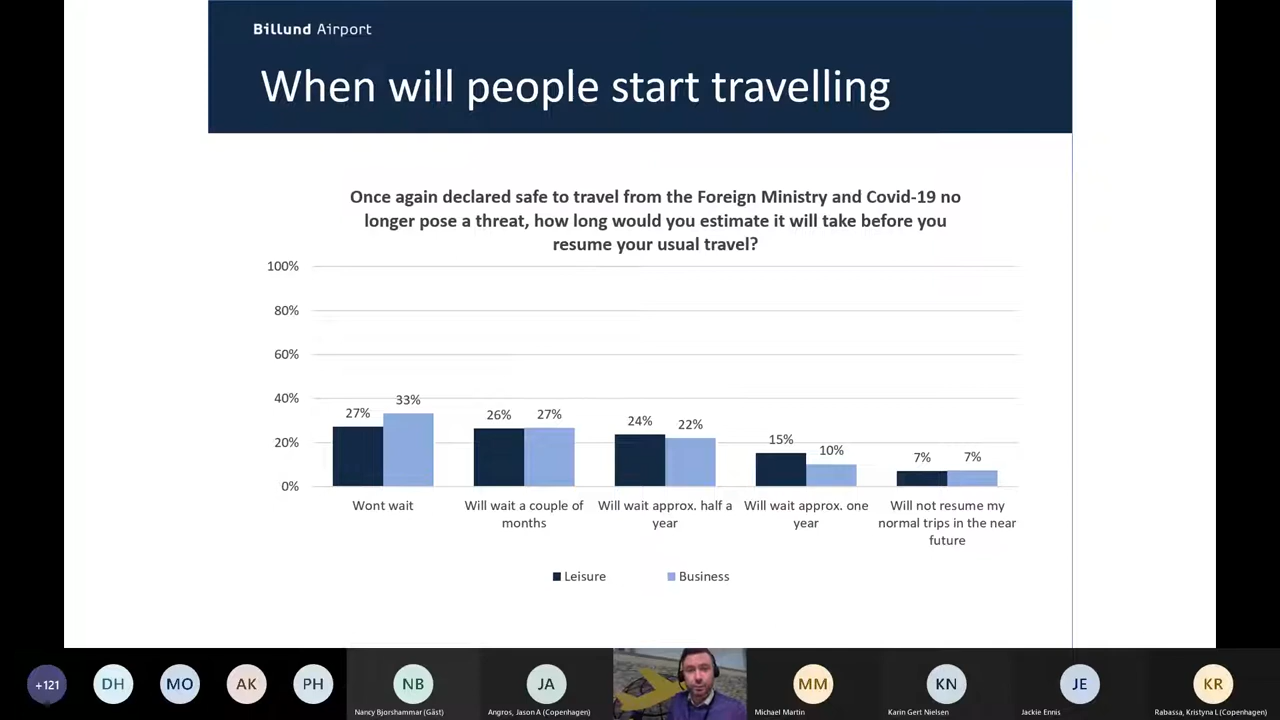 Billund Airport
When will people start travelling
Once again declared safe to travel from the Foreign Ministry and Covid-19 no
longer pose a threat, how long would you estimate it will take before you
resume your usual travel?
100%
80%
60%
40%
20%
0%
27%
33%
26%
27%
24%
22%
15%
10%
7%
7%
Wont wait
Will wait a couple of
months
Will wait approx. half a
year
Will wait approx. one
year
Will not resume my
normal trips in the near
future
Leisure
Business
+121
DH
MO
AK
PH
NB
JA
MM
KN
JE
KR
Nancy Bjorshammar (Gäst)
Angros, Jason A (Copenhagen)
Michael Martin
Karin Gert Nielsen
Jackie Ennis
Rabassa, Kristyna L (Copenhagen)